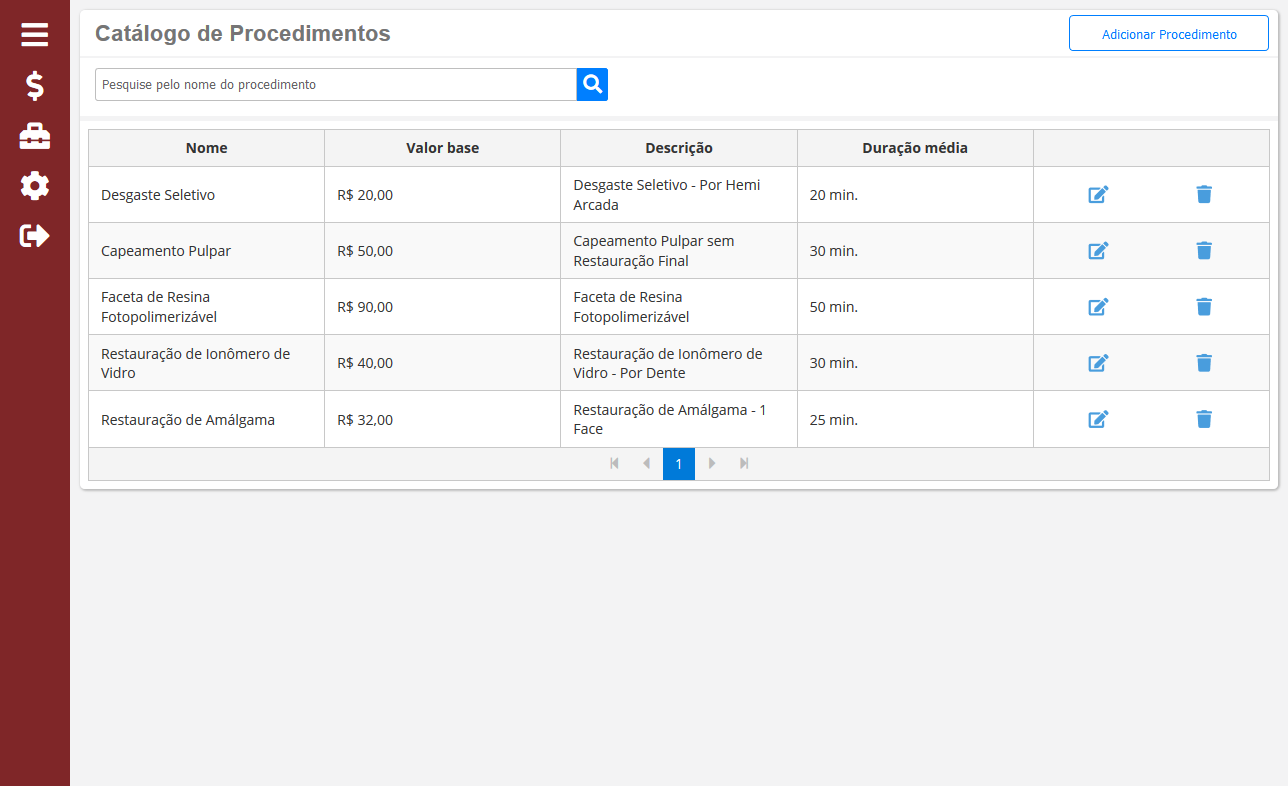 Catálogo de Procedimentos
Adicionar Procedimento
Pesquise pelo nome do procedimento
Nome Valor base Descrição Duração média
Desgaste Seletivo R$ 20,00 Desgaste Seletivo - Por Hemi
Arcada 20 min.
Capeamento Pulpar R$ 50,00 Capeamento Pulpar sem
Restauração Final 30 min.
Faceta de Resina
Fotopolimerizável R$ 90,00 Faceta de Resina
Fotopolimerizável 50 min.
Restauração de Ionômero de
Vidro R$ 40,00 Restauração de Ionômero de
Vidro - Por Dente 30 min.
Restauração de Amálgama R$ 32,00 Restauração de Amálgama - 1
Face 25 min.
1